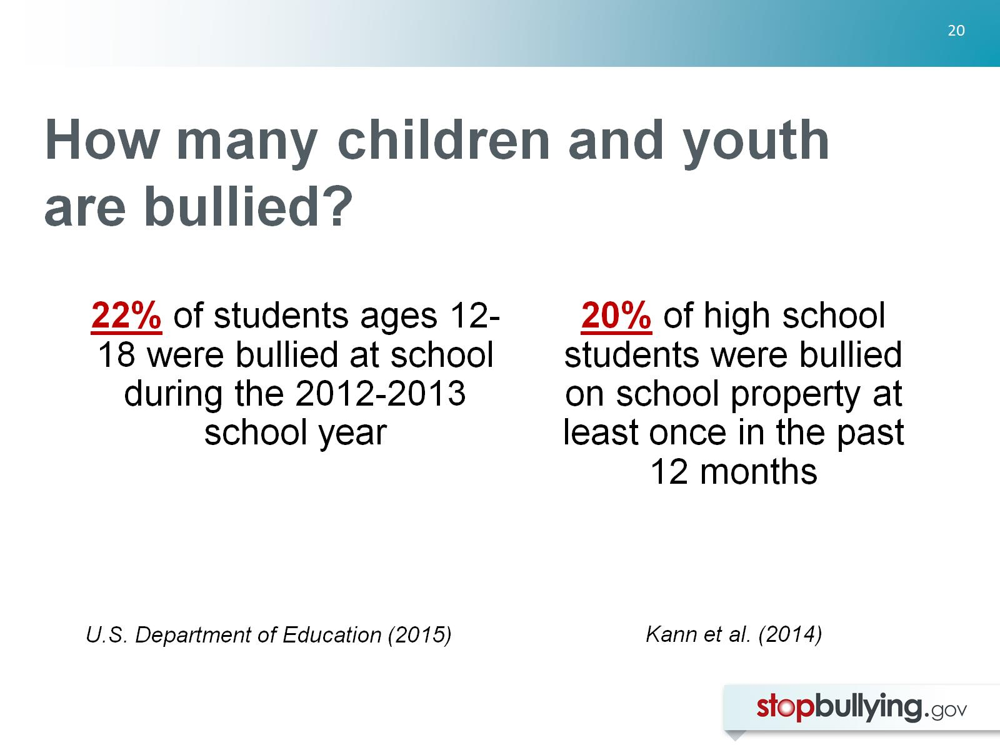 20
How many children and youth
are bullied?
22% of students ages 12-
18 were bullied at school
during the 2012-2013
school year
20% of high school
students were bullied
on school property at
least once in the past
12 months
U.S. Department of Education (2015)
Kann et al. (2014)
stopbullying.gov